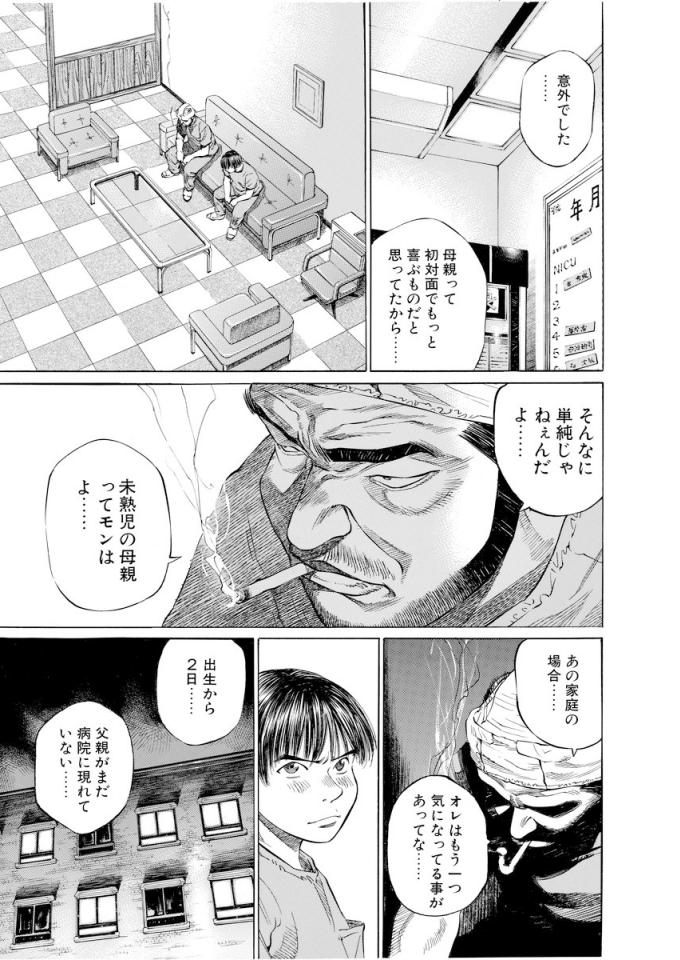 意外でした
……
母親って
初対面でもっと
喜ぶものだと
思ってたから……
年月
NICU
1
2
3
4
5
そんなに
単純じゃ
ねぇんだ
よ……
未熟児の母親
ってモンは
よ……
あの家庭の
場合……
オレはもう一つ
気になってる事が
あってな……
出生から
2日……
父親がまだ
病院に現れて
いない……